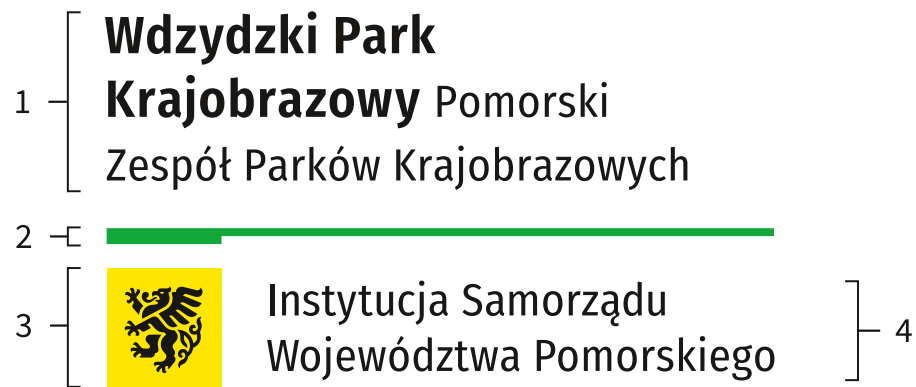 1
Wdzydzki Park
Krajobrazowy Pomorski
Zespół Parków Krajobrazowych
2
3
Instytucja Samorządu
Województwa Pomorskiego
4